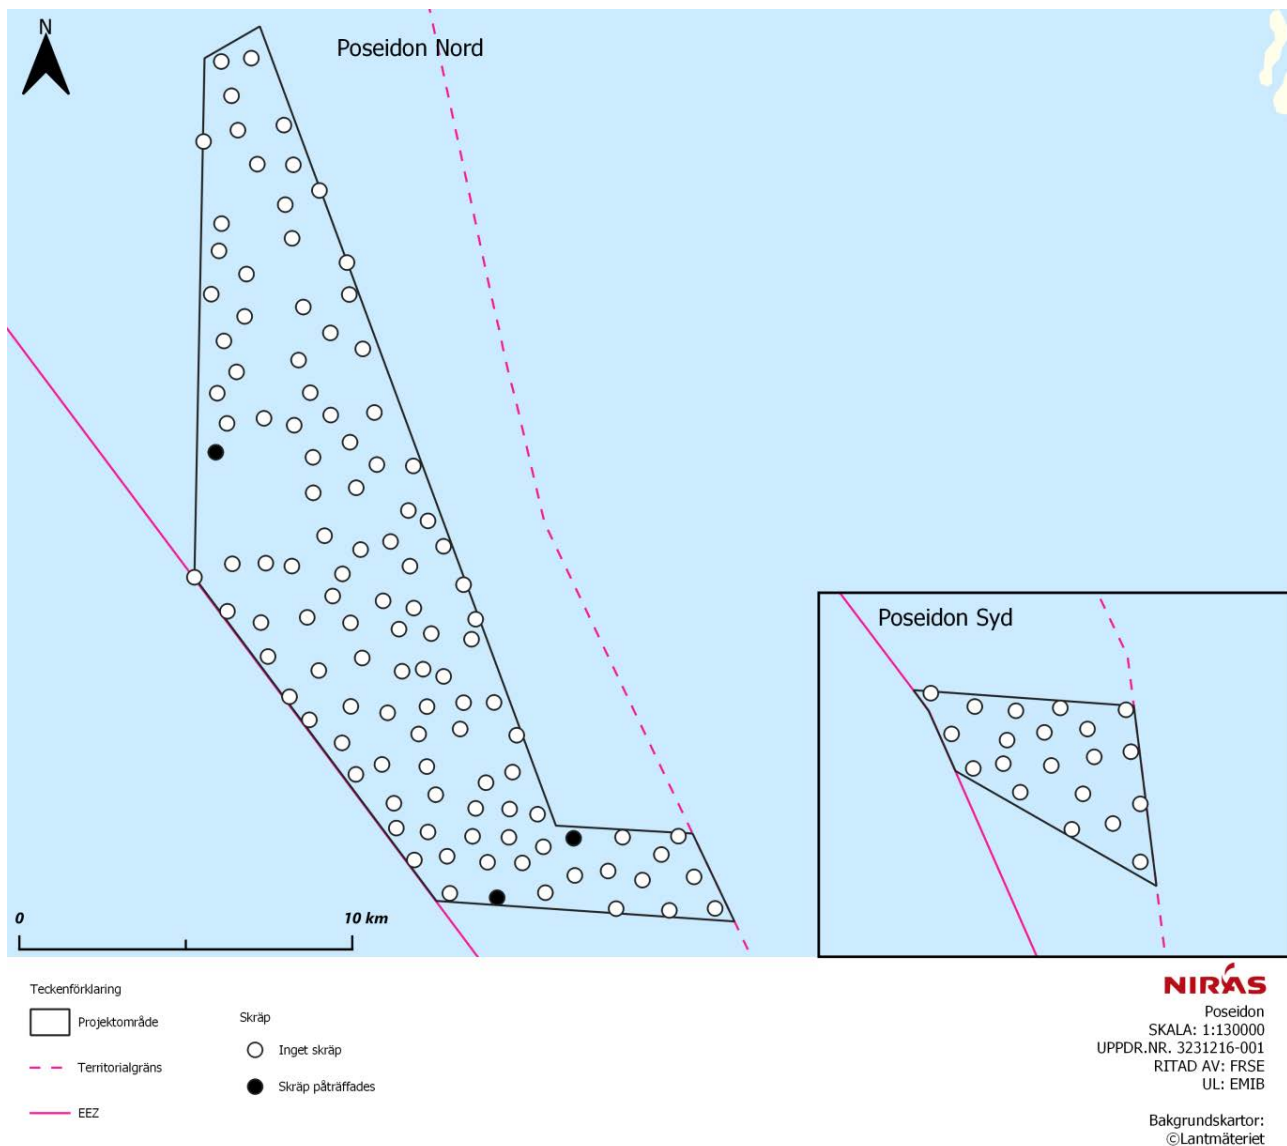 N
Poseidon Nord
Poseidon Syd
0
10 km
Teckenförklaring
Projektområde
Territorialgräns
EEZ
Skräp
Inget skräp
Skräp påträffades
NIRAS
Poseidon
SKALA: 1:130000
UPPDR.NR. 3231216-001
RITAD AV: FRSE
UL: EMIB
Bakgrundskartor:
©Lantmäteriet